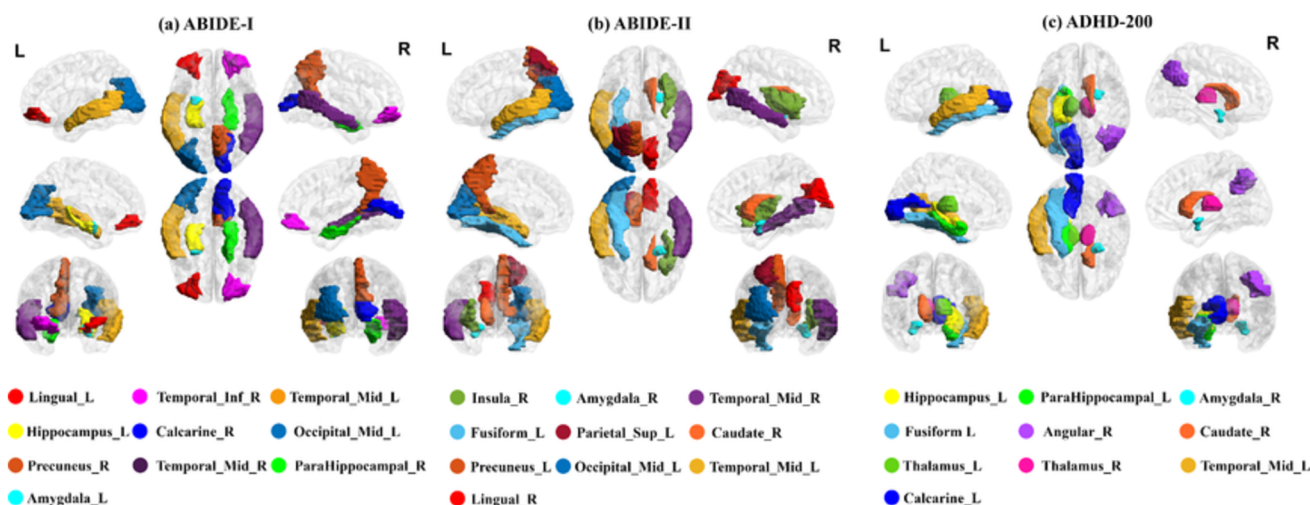 (a) ABIDE-I (b) ABIDE-II (c) ADHD-200
L R L R L R
Lingual_L Temporal_Inf_R Temporal_Mid_L Insula_R Amygdala_R Temporal_Mid_R Hippocampus_L ParaHippocampal_L Amygdala_R
Hippocampus_L Calcarine_R Occipital_Mid_L Fusiform_L Parietal_Sup_L Caudate_R Fusiform L Angular_R Caudate_R
Precuneus_R Temporal_Mid_R ParaHippocampal_R Precuneus_L Occipital_Mid_L Temporal_Mid_L Thalamus_L Thalamus_R Temporal_Mid_L
Amygdala_L Lingual_R Calcarine_L